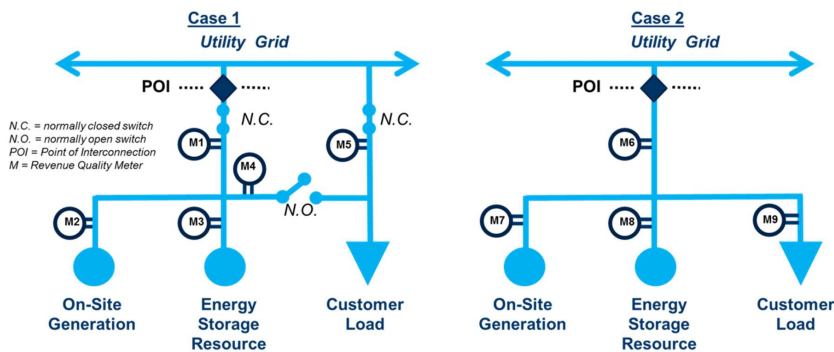 Case 1
Utility Grid
POI
N.C.
N.C.
N.C. = normally closed switch
N.O. = normally open switch
POI = Point of Interconnection
M = Revenue Quality Meter
M1
M5
M4
N.O.
M2
M3
On-Site
Generation
Energy
Storage
Resource
Customer
Load
Case 2
Utility Grid
POI
M6
M7
M8
M9
On-Site
Generation
Energy
Storage
Resource
Customer
Load